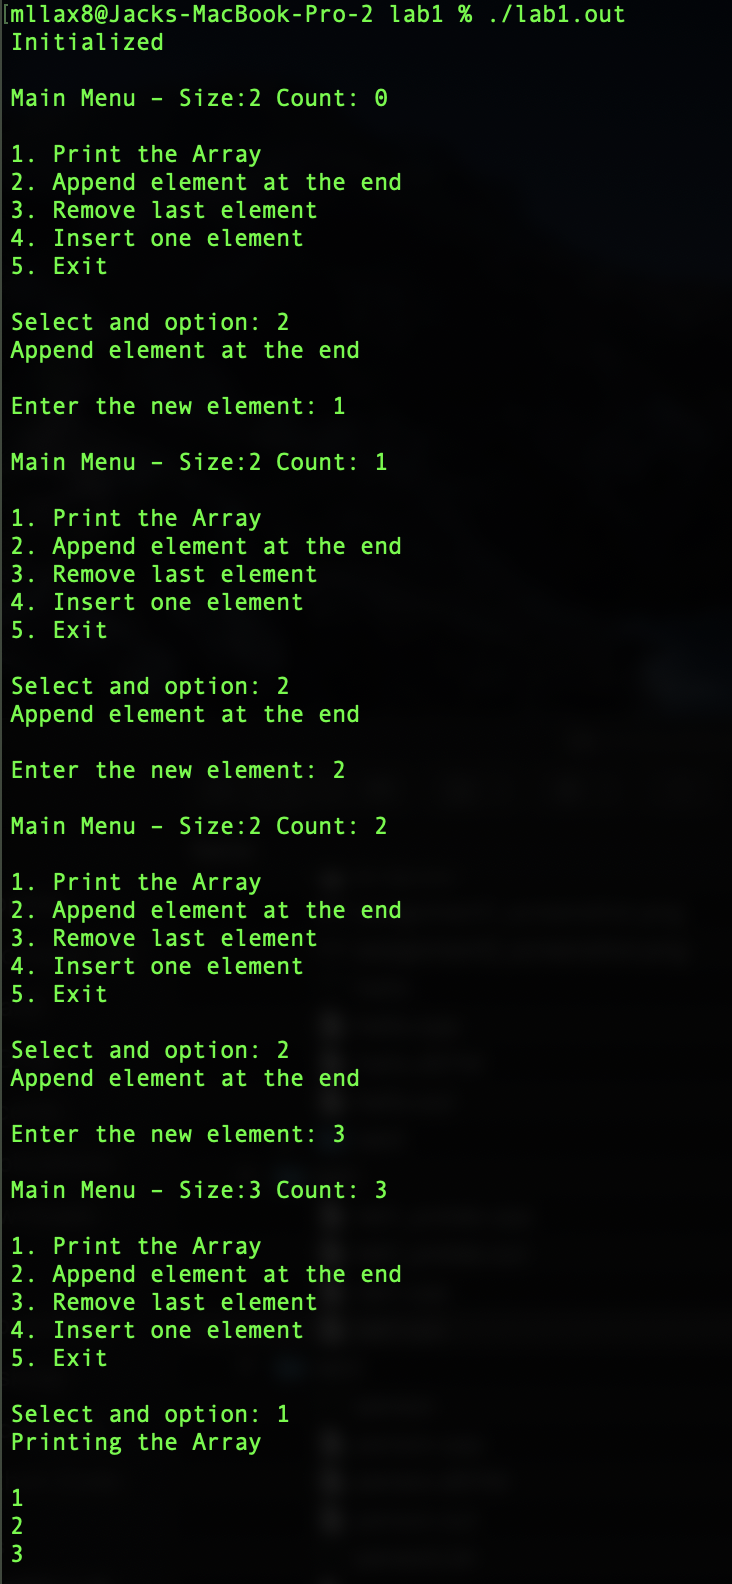 [mllax8@Jacks-MacBook-Pro-2 lab1 % ./lab1.out
Initialized
Main Menu – Size:2 Count: 0
1. Print the Array
2. Append element at the end
3. Remove last element
4. Insert one element
5. Exit
Select and option: 2
Append element at the end
Enter the new element: 1
Main Menu – Size:2 Count: 1
1. Print the Array
2. Append element at the end
3. Remove last element
4. Insert one element
5. Exit
Select and option: 2
Append element at the end
Enter the new element: 2
Main Menu – Size:2 Count: 2
1. Print the Array
2. Append element at the end
3. Remove last element
4. Insert one element
5. Exit
Select and option: 2
Append element at the end
Enter the new element: 3
Main Menu – Size:3 Count: 3
1. Print the Array
2. Append element at the end
3. Remove last element
4. Insert one element
5. Exit
Select and option: 1
Printing the Array
1
2
3